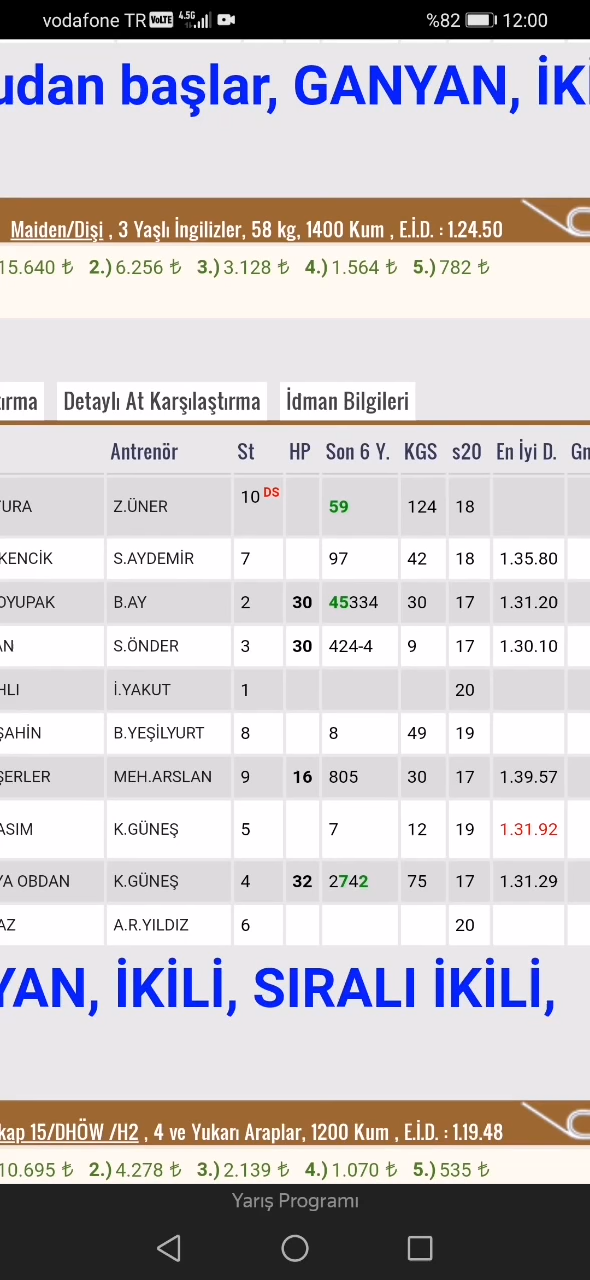 vodafone TR VoLTE 4.5G %82 12:00
udan başlar, GANYAN, İKİ
Maiden/Dişi , 3 Yaşlı İngilizler, 58 kg, 1400 Kum , E.İ.D. : 1.24.50
15.640 ₺ 2.) 6.256 ₺ 3.) 3.128 ₺ 4.) 1.564 ₺ 5.) 782 ₺
ırma Detaylı At Karşılaştırma İdman Bilgileri
Antrenör St HP Son 6 Y. KGS s20 En İyi D. Gn
URA Z.ÜNER 10 DS 59 124 18
KENCİK S.AYDEMİR 7 97 42 18 1.35.80
OYUPAK B.AY 2 30 45334 30 17 1.31.20
AN S.ÖNDER 3 30 424-4 9 17 1.30.10
HLI İ.YAKUT 1 20
ŞAHİN B.YEŞİLYURT 8 8 49 19
ŞERLER MEH.ARSLAN 9 16 805 30 17 1.39.57
ASIM K.GÜNEŞ 5 7 12 19 1.31.92
YA OBDAN K.GÜNEŞ 4 32 2742 75 17 1.31.29
AZ A.R.YILDIZ 6 20
YAN, İKİLİ, SIRALI İKİLİ,
kap 15/DHÖW /H2 , 4 ve Yukarı Araplar, 1200 Kum , E.İ.D. : 1.19.48
10.695 ₺ 2.) 4.278 ₺ 3.) 2.139 ₺ 4.) 1.070 ₺ 5.) 535 ₺
Yarış Programı